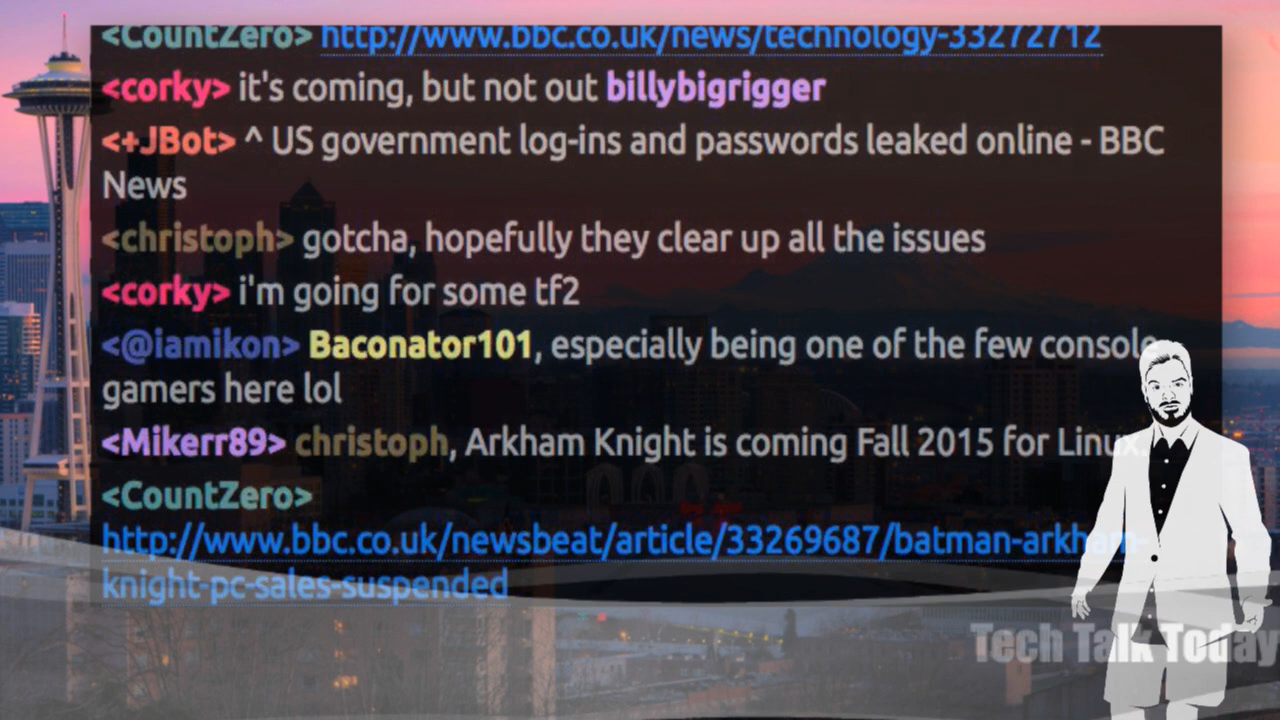 <CountZero> http://www.bbc.co.uk/news/technology-33272712
<corky> it's coming, but not out billybigrigger
<+JBot> ^ US government log-ins and passwords leaked online - BBC
News
<christoph> gotcha, hopefully they clear up all the issues
<corky> i'm going for some tf2
<@iamikon> Baconator101, especially being one of the few console
gamers here lol
<Mikerr89> christoph, Arkham Knight is coming Fall 2015 for Linux.
<CountZero>
http://www.bbc.co.uk/newsbeat/article/33269687/batman-arkham-
knight-pc-sales-suspended
Tech Talk Today